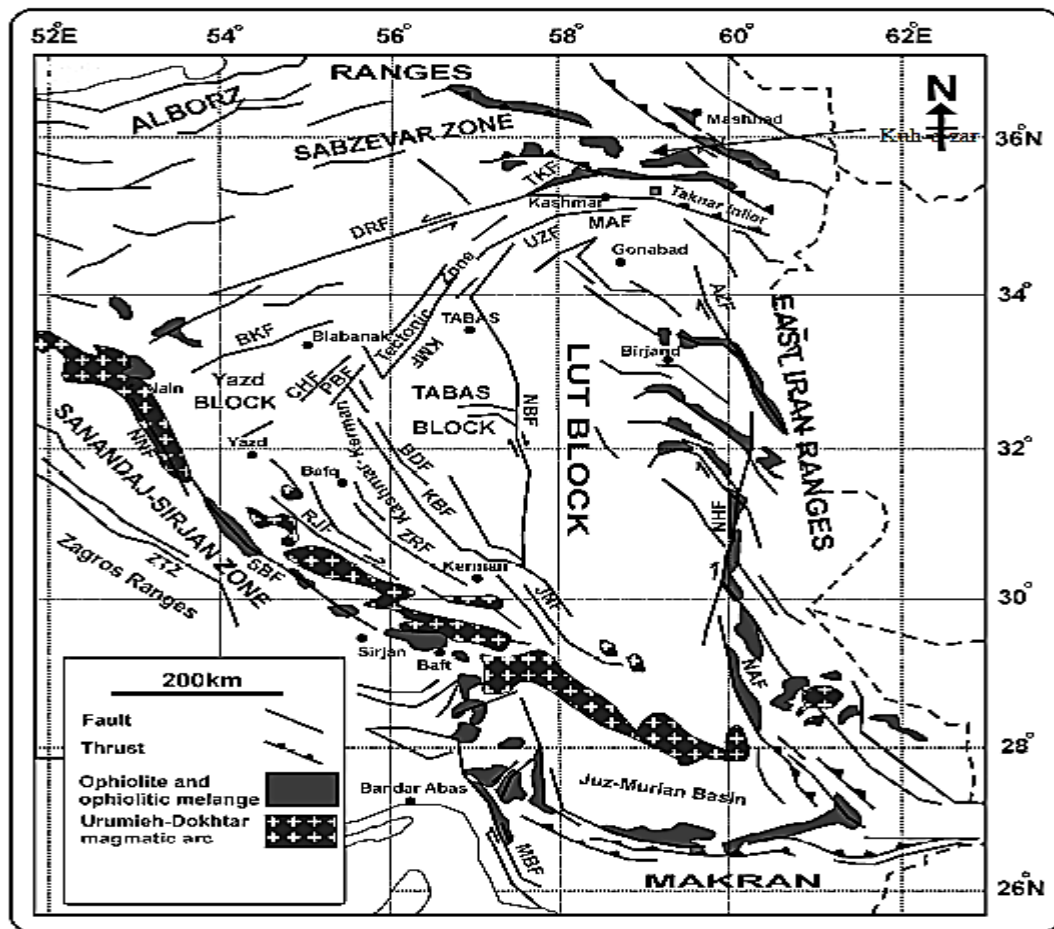 52°E
54°
56°
58°
60°
62°E
RANGES
ALBORZ
N
Mashhad
SABZEVAR ZONE
36°N
TKF
Kashmar
Taknar Inlior
DRF
UZF
MAF
Gonabad
Zone
AZF
34°
Tectonic
TABAS
BKF
Blabanak
KMF
EAST IRAN RANGES
Birjand
LUT BLOCK
Nain
Yazd
BLOCK
CHF
PBF
TABAS
BLOCK
NBF
SANANDAJ-SIRJAN ZONE
NNF
Yazd
32°
Bafq
Kashmar-Kerman
BDF
KBF
RJF
ZRF
NHF
Zagros Ranges
ZTZ
SBF
Kerman
JRF
30°
Sirjan
Baft
200km
NAF
Fault
Thrust
28°
Ophiolite and
ophiolitic melange
Bandar Abas
Juz-Murian Basin
Urumieh-Dokhtar
magmatic arc
MBF
MAKRAN
26N